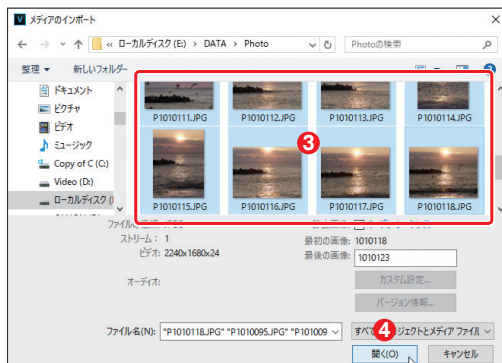 メディアのインポート
« ローカルディスク (E:) > DATA > Photo
Photoの検索
整理 新しいフォルダー
ドキュメント
ピクチャ
ビデオ
ミュージック
Copy of C (C:)
Video (D:)
ローカルディスク (
P1010111.JPG P1010112.JPG P1010113.JPG P1010114.JPG
3
P1010115.JPG P1010116.JPG P1010117.JPG P1010118.JPG
ストリーム: 1
最初の画像: 1010118
ビデオ: 2240x1680x24
最後の画像: 1010123
オーディオ:
カスタム設定...
バージョン情報...
ファイル名(N): "P1010118.JPG" "P1010095.JPG" "P101009
4
開く(O) キャンセル